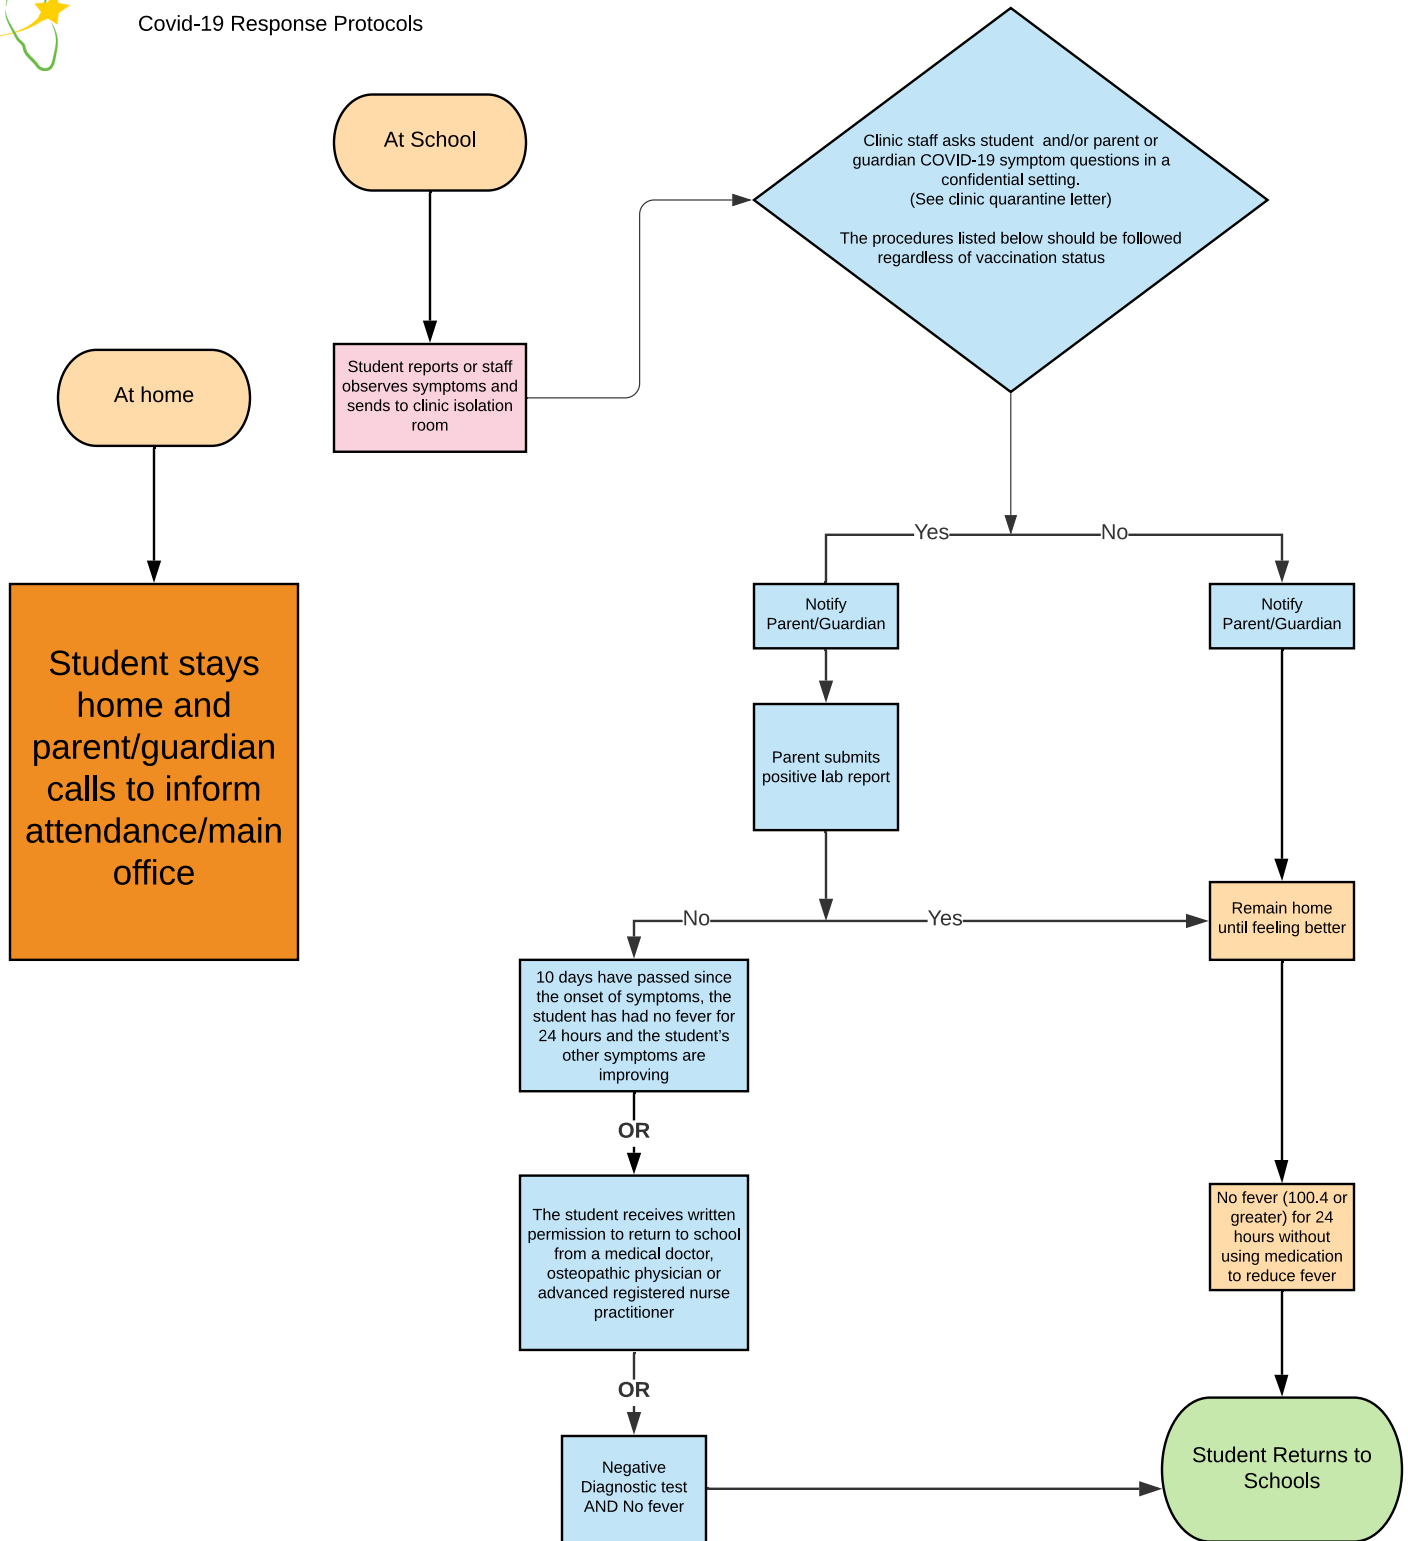 Covid-19 Response Protocols
At School
Clinic staff asks student and/or parent or
guardian COVID-19 symptom questions in a
confidential setting.
(See clinic quarantine letter)
The procedures listed below should be followed
regardless of vaccination status
Student reports or staff
observes symptoms and
sends to clinic isolation
room
At home
Student stays
home and
parent/guardian
calls to inform
attendance/main
office
Yes
No
Notify
Parent/Guardian
Notify
Parent/Guardian
Parent submits
positive lab report
No
Yes
Remain home
until feeling better
10 days have passed since
the onset of symptoms, the
student has had no fever for
24 hours and the student’s
other symptoms are
improving
OR
The student receives written
permission to return to school
from a medical doctor,
osteopathic physician or
advanced registered nurse
practitioner
No fever (100.4 or
greater) for 24
hours without
using medication
to reduce fever
OR
Negative
Diagnostic test
AND No fever
Student Returns to
Schools